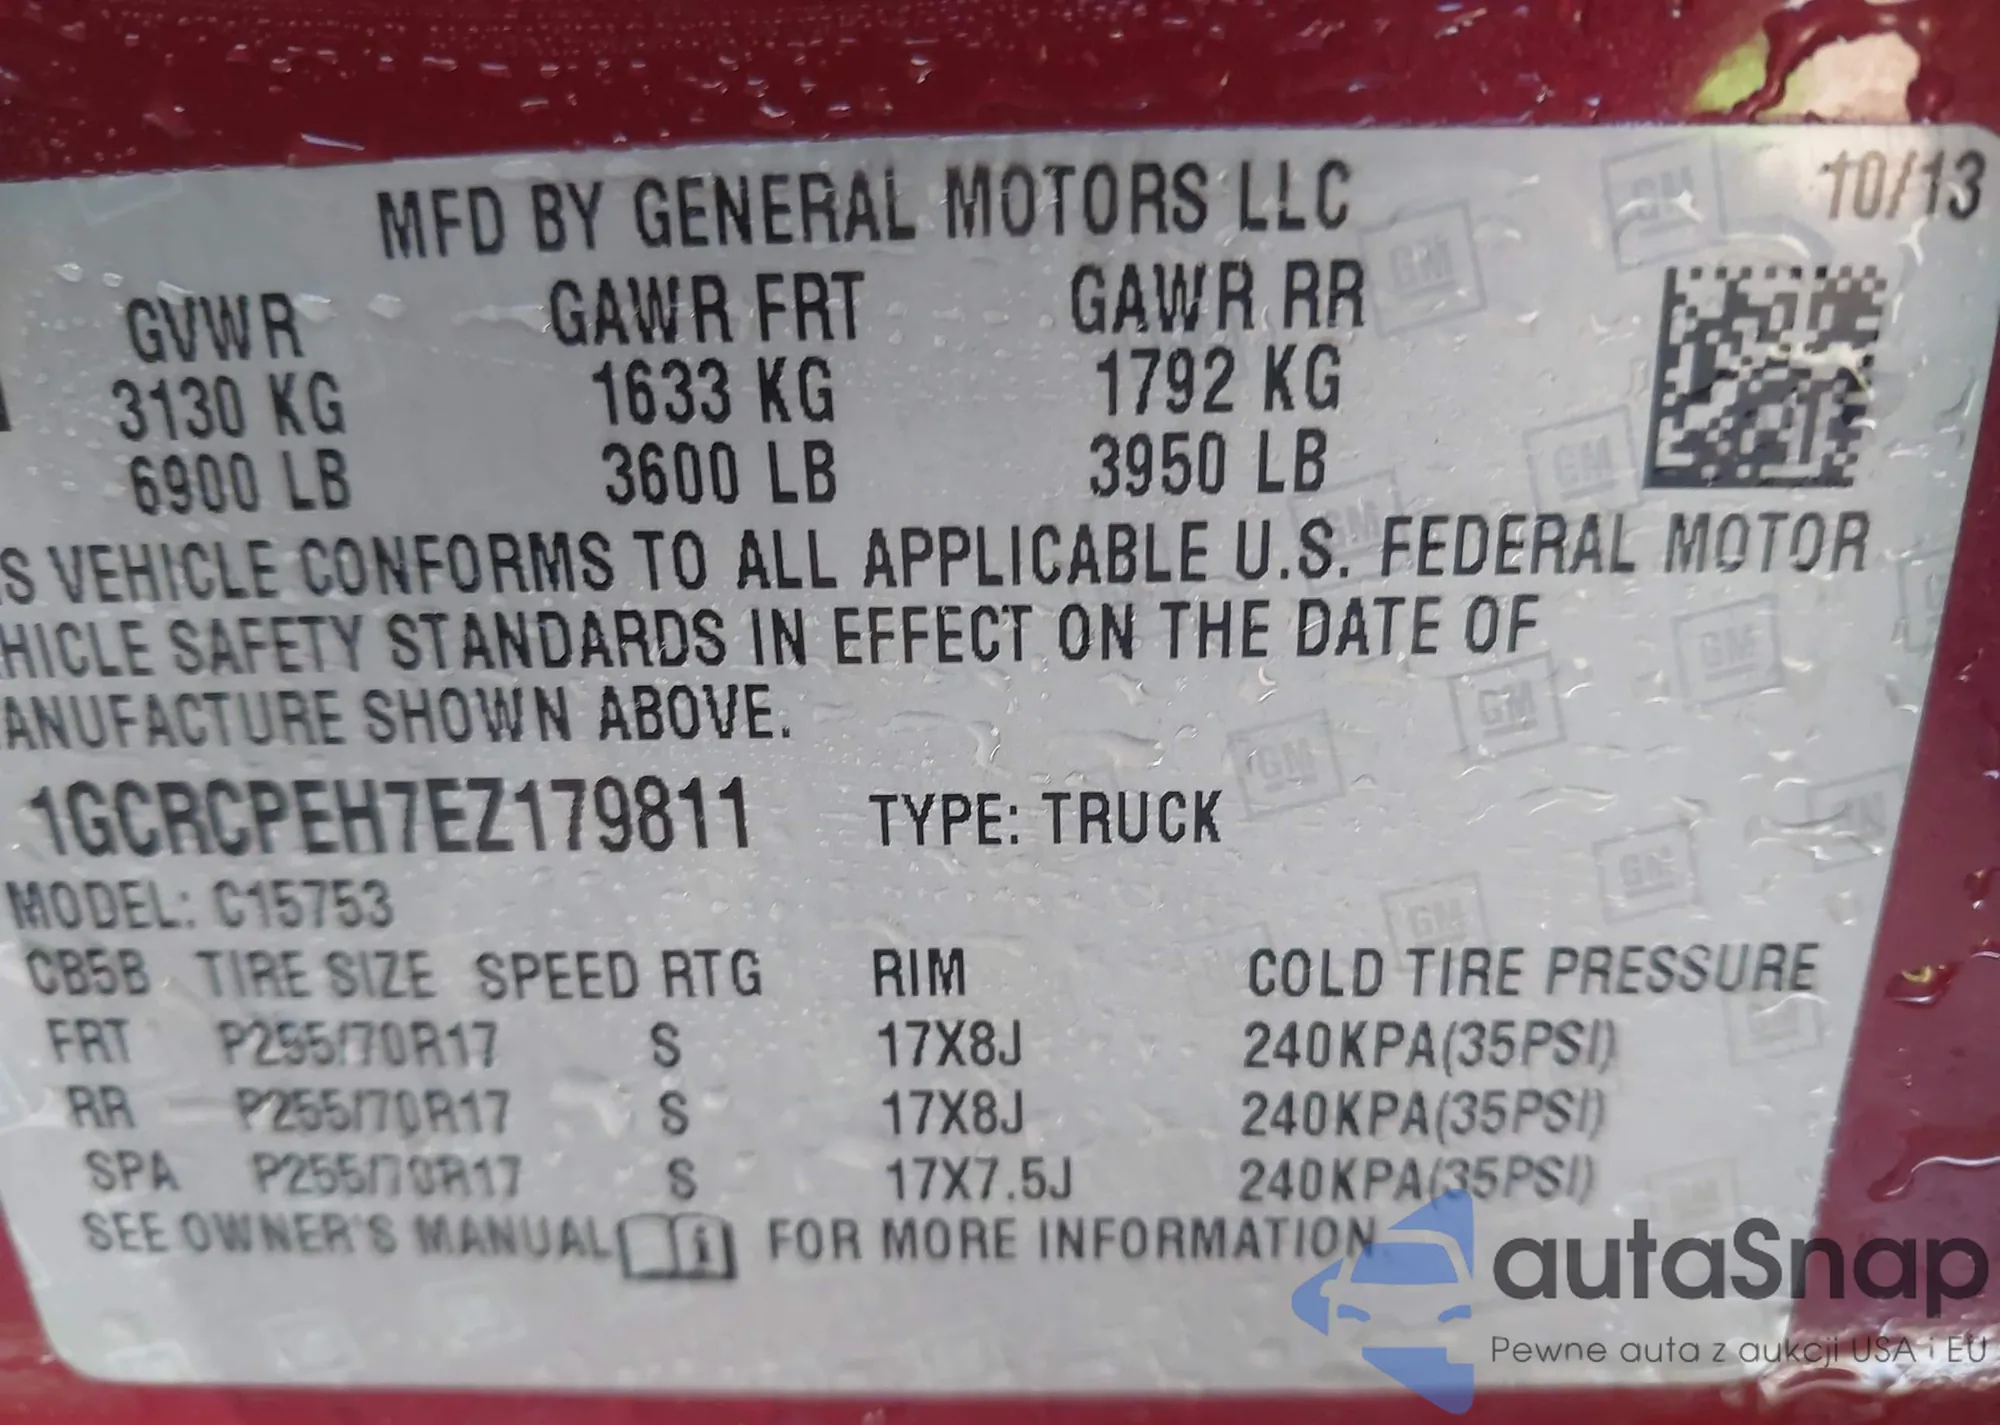 MFD BY GENERAL MOTORS LLC 10/13
GVWR GAWR FRT GAWR RR
3130 KG 1633 KG 1792 KG
6900 LB 3600 LB 3950 LB
S VEHICLE CONFORMS TO ALL APPLICABLE U.S. FEDERAL MOTOR
HICLE SAFETY STANDARDS IN EFFECT ON THE DATE OF
ANUFACTURE SHOWN ABOVE.
1GCRCPEH7EZ179811 TYPE: TRUCK
MODEL: C15753
CB5B TIRE SIZE SPEED RTG RIM COLD TIRE PRESSURE
FRT P255/70R17 S 17X8J 240KPA(35PSI)
RR P255/70R17 S 17X8J 240KPA(35PSI)
SPA P255/70R17 S 17X7.5J 240KPA(35PSI)
SEE OWNER'S MANUAL i FOR MORE INFORMATION.
autaSnap
Pewne auta z aukcji USA i EU